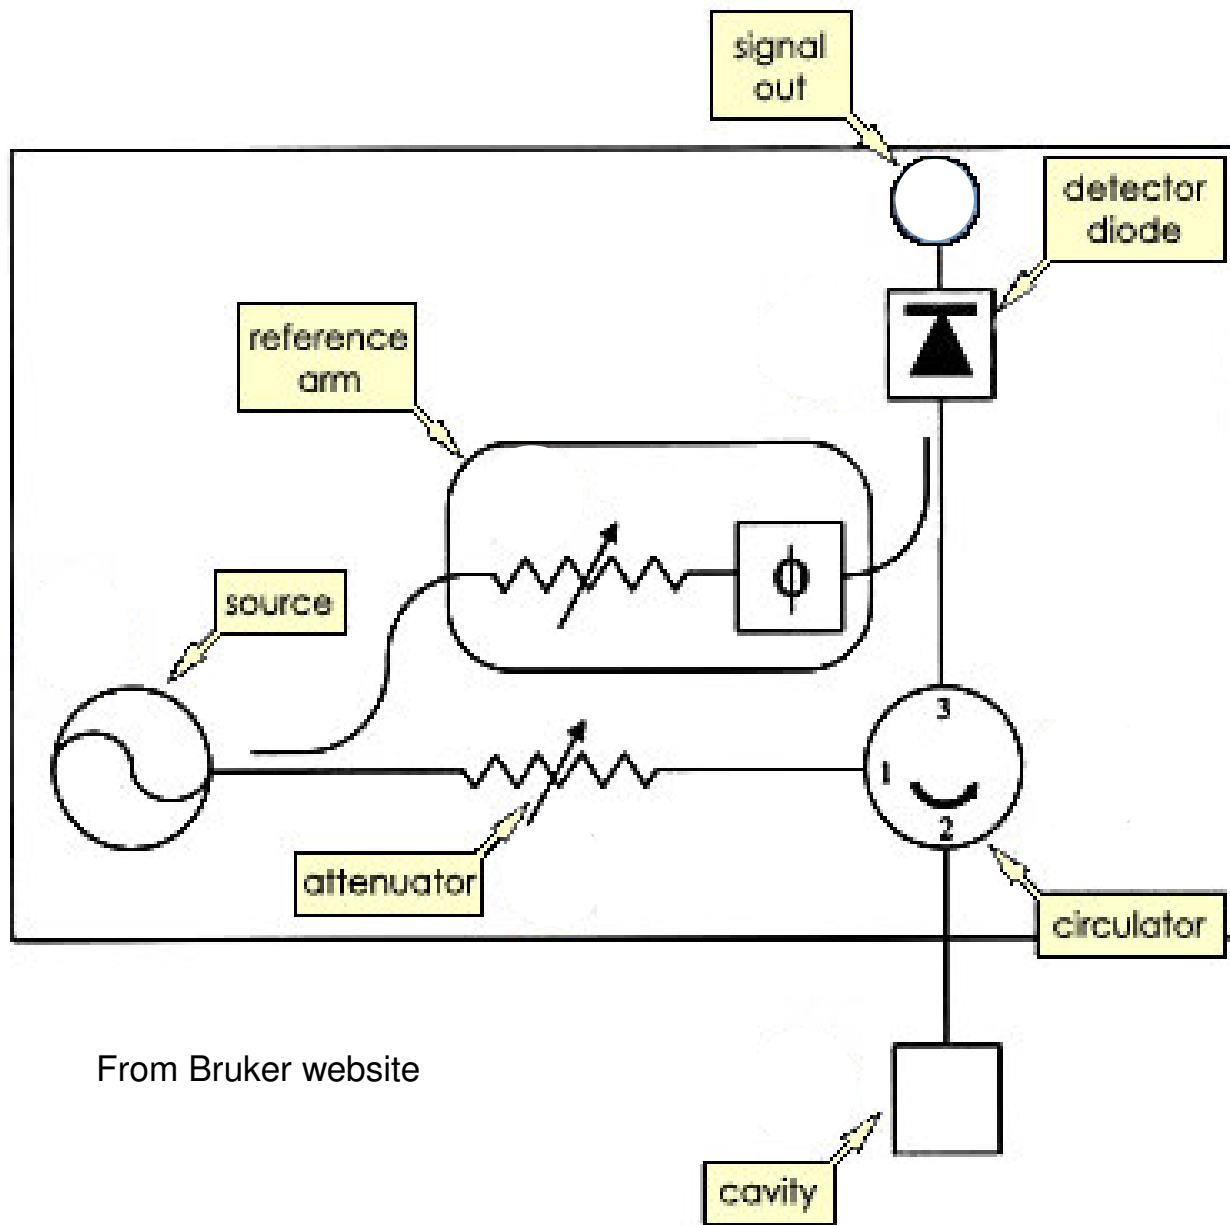 signal
out
detector
diode
reference
arm
ϕ
source
3
1
2
attenuator
circulator
From Bruker website
cavity